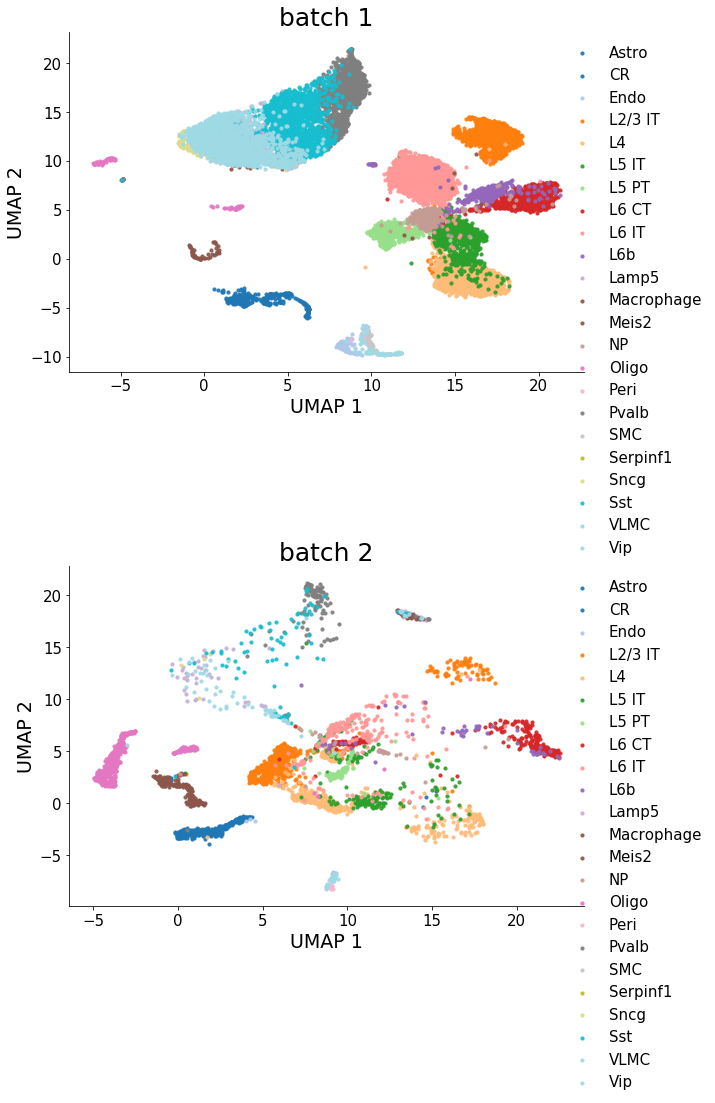 batch 1
UMAP 2
20
15
10
5
0
−5
−10
−5
0
5
10
15
20
UMAP 1
Astro
CR
Endo
L2/3 IT
L4
L5 IT
L5 PT
L6 CT
L6 IT
L6b
Lamp5
Macrophage
Meis2
NP
Oligo
Peri
Pvalb
SMC
Serpinf1
Sncg
Sst
VLMC
Vip
batch 2
UMAP 2
20
15
10
5
0
−5
−5
0
5
10
15
20
UMAP 1
Astro
CR
Endo
L2/3 IT
L4
L5 IT
L5 PT
L6 CT
L6 IT
L6b
Lamp5
Macrophage
Meis2
NP
Oligo
Peri
Pvalb
SMC
Serpinf1
Sncg
Sst
VLMC
Vip